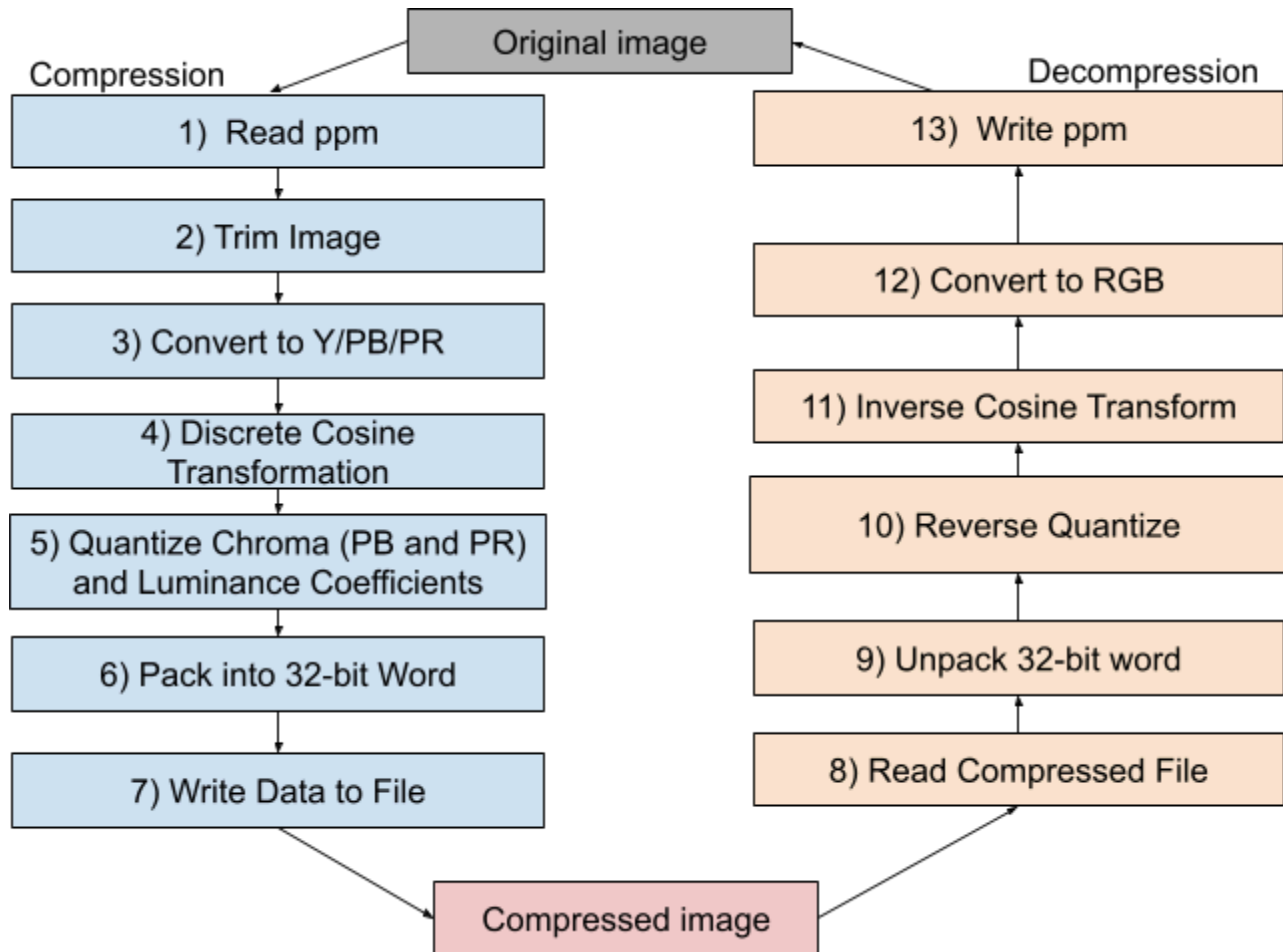 Original image
Compression
1)  Read ppm
2) Trim Image
3) Convert to Y/PB/PR
4) Discrete Cosine
Transformation
5) Quantize Chroma (PB and PR)
and Luminance Coefficients
6) Pack into 32-bit Word
7) Write Data to File
Compressed image
Decompression
13)  Write ppm
12) Convert to RGB
11) Inverse Cosine Transform
10) Reverse Quantize
9) Unpack 32-bit word
8) Read Compressed File